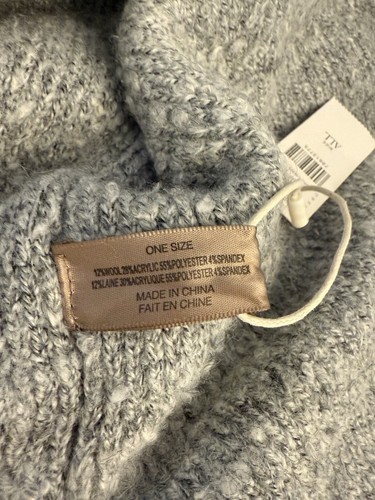 ONE SIZE
12%WOOL 29%ACRYLIC 55%POLYESTER 4%SPANDEX
12%LAINE 30%ACRYLIQUE 55%POLYESTER 4%SPANDEX
MADE IN CHINA
FAIT EN CHINE